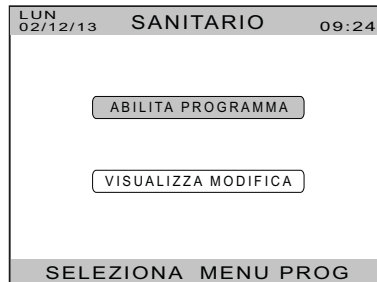 LUN
02/12/13 SANITARIO 09:24
ABILITA PROGRAMMA
VISUALIZZA MODIFICA
SELEZIONA MENU PROG